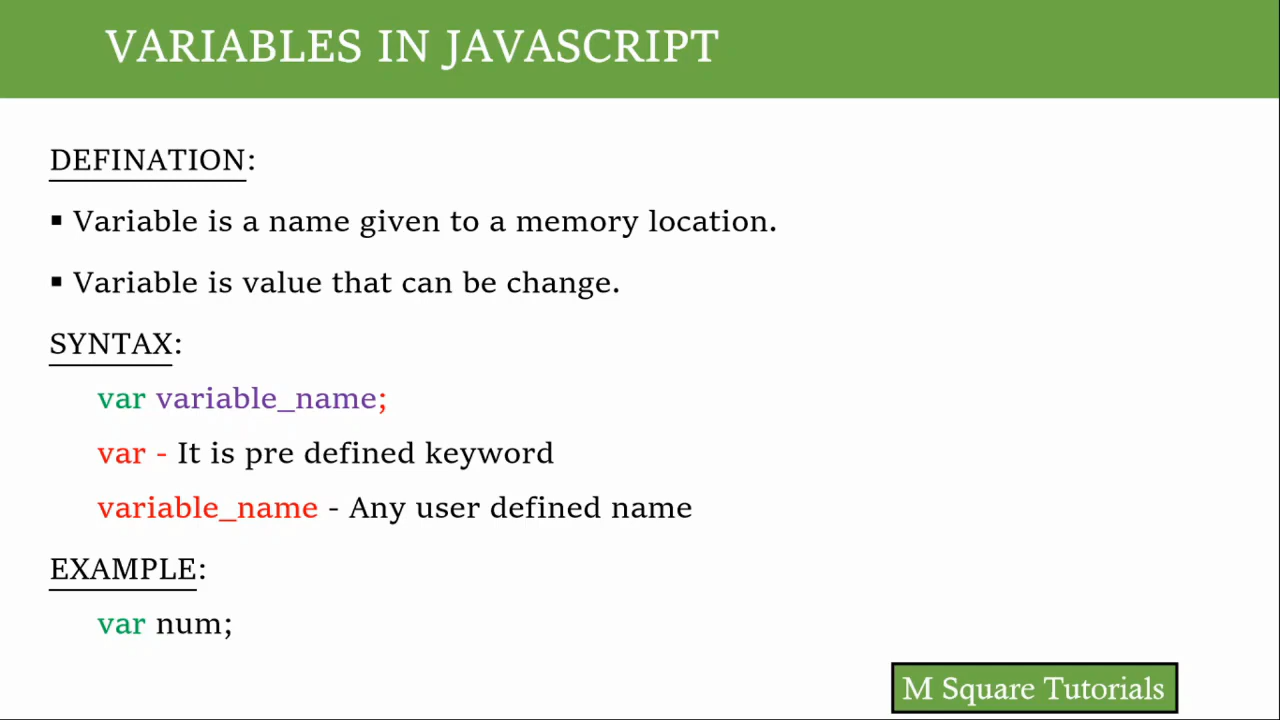 VARIABLES IN JAVASCRIPT
DEFINATION:
▪ Variable is a name given to a memory location.
▪ Variable is value that can be change.
SYNTAX:
var variable_name;
var - It is pre defined keyword
variable_name - Any user defined name
EXAMPLE:
var num;
M Square Tutorials